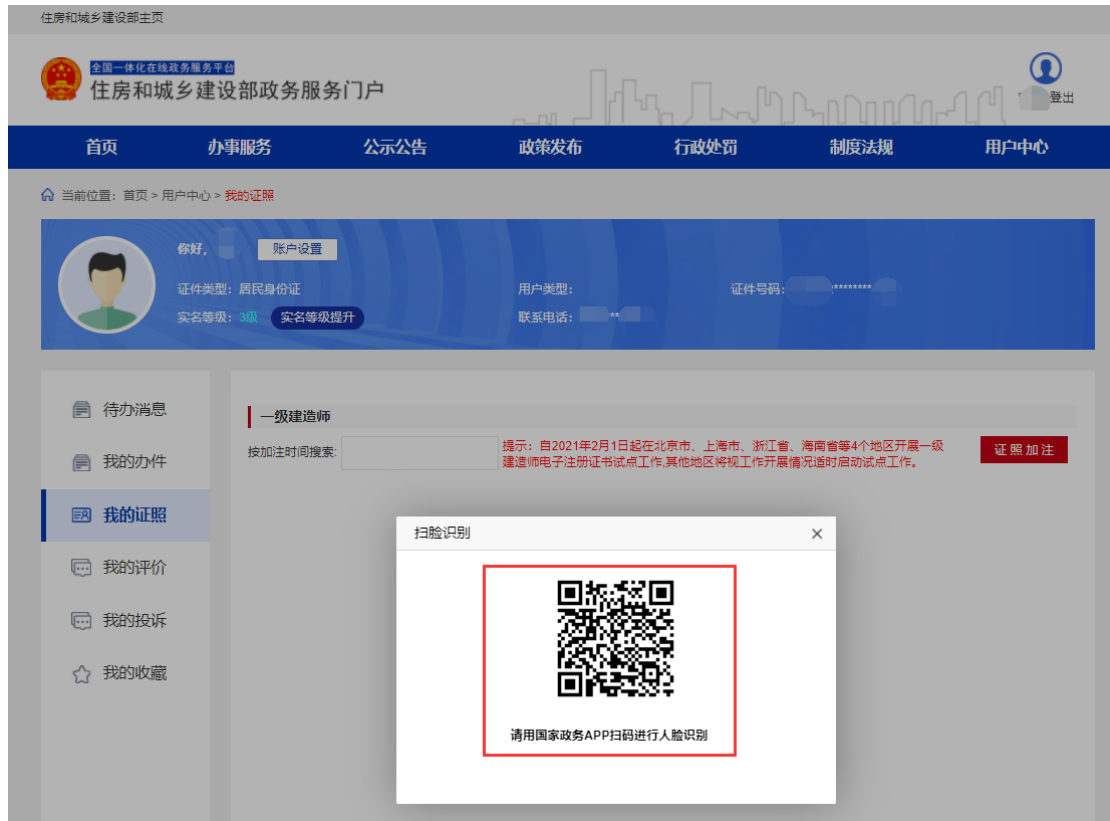 住房和城乡建设部主页
全国一体化在线政务服务平台
住房和城乡建设部政务服务门户
登出
首页 办事服务 公示公告 政策发布 行政处罚 制度法规 用户中心
当前位置：首页 > 用户中心 > 我的证照
你好， 账户设置
证件类型：居民身份证 用户类型： 证件号码： ********
实名等级：3级 实名等级提升 联系电话： **
待办消息
我的办件
我的证照
我的评价
我的投诉
我的收藏
一级建造师
按加注时间搜索:
提示：自2021年2月1日起在北京市、上海市、浙江省、海南省等4个地区开展一级
建造师电子注册证书试点工作,其他地区将视工作开展情况适时启动试点工作。
证照加注
扫脸识别 ×
请用国家政务APP扫码进行人脸识别